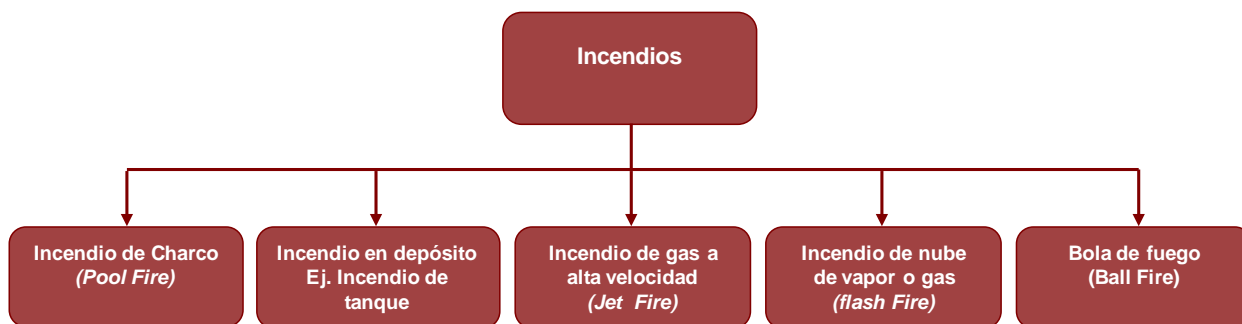 Incendios
Incendio de Charco
(Pool Fire)
Incendio en depósito
Ej. Incendio de
tanque
Incendio de gas a
alta velocidad
(Jet Fire)
Incendio de nube
de vapor o gas
(flash Fire)
Bola de fuego
(Ball Fire)